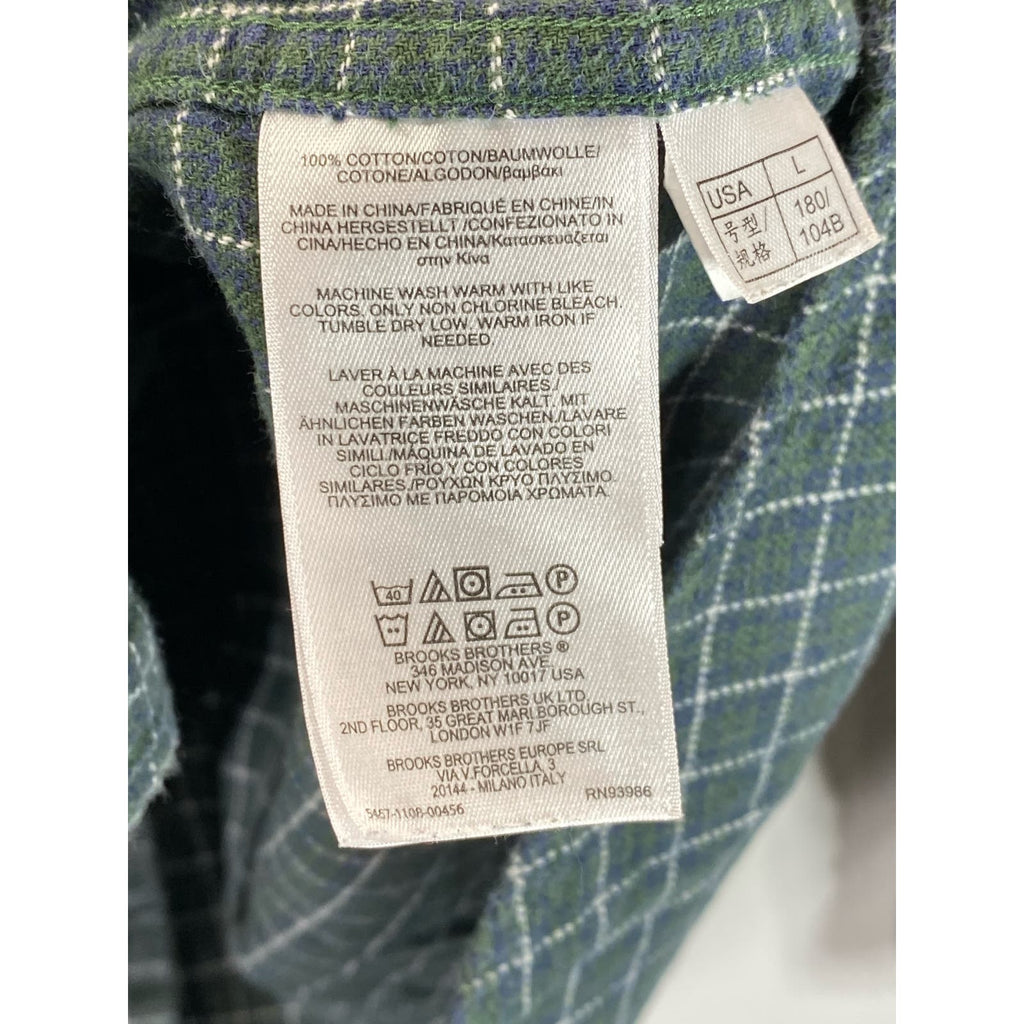 100% COTTON/COTON/BAUMWOLLE/
COTONE/ALGODON/βαμβάκι
MADE IN CHINA/FABRIQUÉ EN CHINE/IN
CHINA HERGESTELLT /CONFEZIONATO IN
CINA/HECHO EN CHINA/Κατασκευάζεται
στην Κίνα
MACHINE WASH WARM WITH LIKE
COLORS. ONLY NON CHLORINE BLEACH.
TUMBLE DRY LOW. WARM IRON IF
NEEDED.
LAVER À LA MACHINE AVEC DES
COULEURS SIMILAIRES./
MASCHINENWÄSCHE KALT, MIT
ÄHNLICHEN FARBEN WASCHEN./LAVARE
IN LAVATRICE FREDDO CON COLORI
SIMILI./MÁQUINA DE LAVADO EN
CICLO FRÍO Y CON COLORES
SIMILARES./ΡΟΥΧΩΝ ΚΡΥΟ ΠΛΥΣΙΜΟ.
ΠΛΥΣΙΜΟ ΜΕ ΠΑΡΟΜΟΙΑ ΧΡΩΜΑΤΑ.
40 P
P
BROOKS BROTHERS ®
346 MADISON AVE.
NEW YORK, NY 10017 USA
BROOKS BROTHERS UK LTD.
2ND FLOOR, 35 GREAT MARLBOROUGH ST.,
LONDON W1F 7JF
BROOKS BROTHERS EUROPE SRL
VIA V.FORCELLA, 3
20144 - MILANO ITALY
RN93986
5467-1108-00456
USA L
号型/ 180/
规格 104B